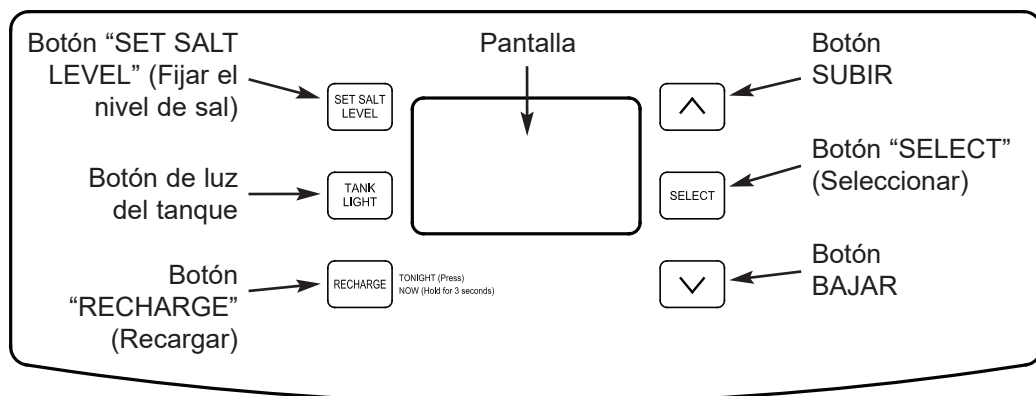 Botón “SET SALT
LEVEL” (Fijar el
nivel de sal)
SET SALT
LEVEL
Pantalla
Botón
SUBIR
Botón de luz
del tanque
TANK
LIGHT
SELECT
Botón “SELECT”
(Seleccionar)
Botón
“RECHARGE”
(Recargar)
RECHARGE
TONIGHT (Press)
NOW (Hold for 3 seconds)
Botón
BAJAR